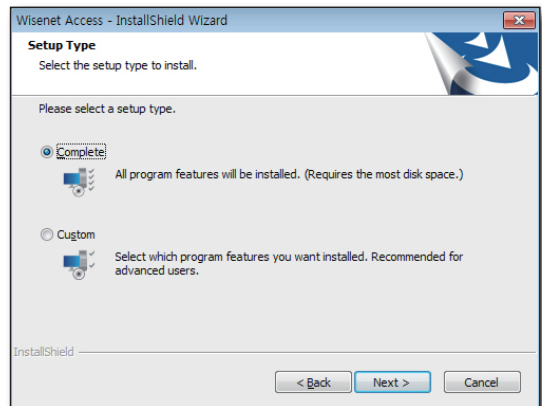 Wisenet Access - InstallShield Wizard
Setup Type
Select the setup type to install.
Please select a setup type.
Complete
All program features will be installed. (Requires the most disk space.)
Custom
Select which program features you want installed. Recommended for
advanced users.
InstallShield
< Back Next > Cancel